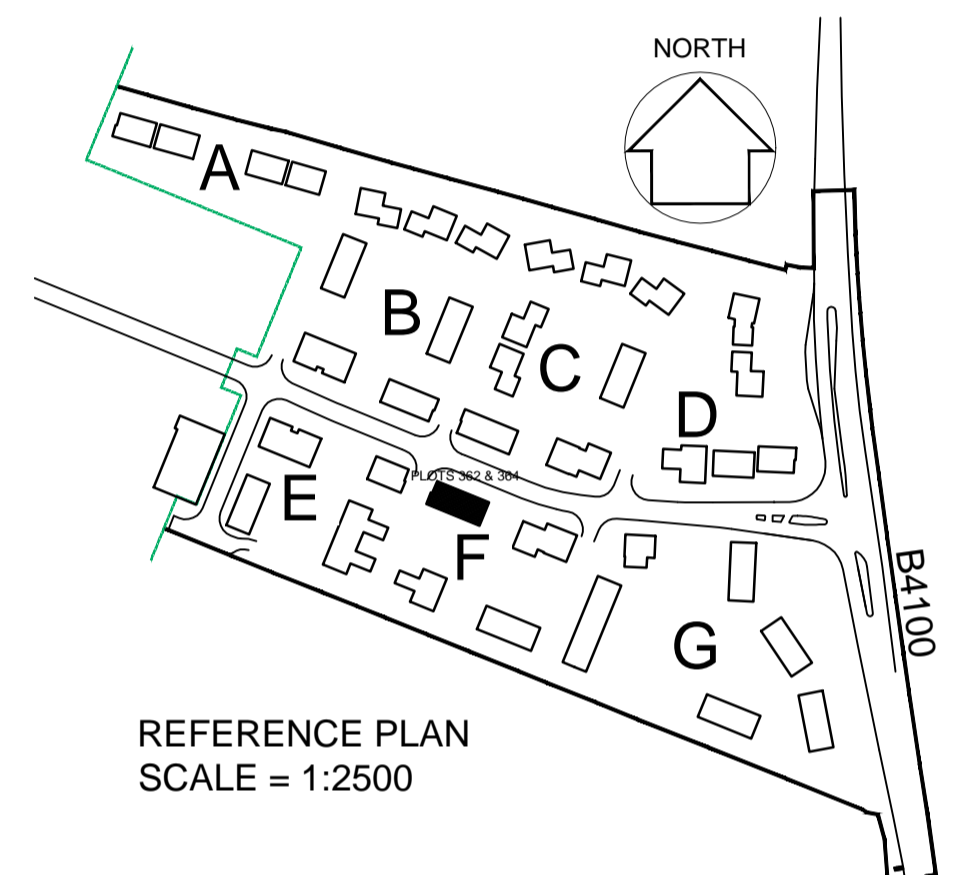 NORTH
A
B
C
D
PLOTS 362 & 364
E
F
B4100
G
REFERENCE PLAN
SCALE = 1:2500